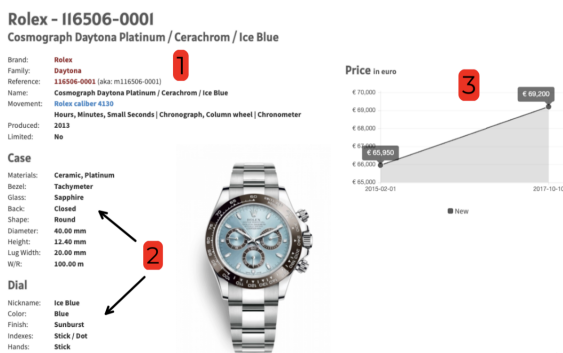 Rolex - 116506-0001
Cosmograph Daytona Platinum / Cerachrom / Ice Blue
Brand: Rolex
Family: Daytona
Reference: 116506-0001 (aka: m116506-0001)
Name: Cosmograph Daytona Platinum / Cerachrom / Ice Blue
Movement: Rolex caliber 4130
Hours, Minutes, Small Seconds | Chronograph, Column wheel | Chronometer
Produced: 2013
Limited: No
1
Case
Materials: Ceramic, Platinum
Bezel: Tachymeter
Glass: Sapphire
Back: Closed
Shape: Round
Diameter: 40.00 mm
Height: 12.40 mm
Lug Width: 20.00 mm
W/R: 100.00 m
2
Dial
Nickname: Ice Blue
Color: Blue
Finish: Sunburst
Indexes: Stick / Dot
Hands: Stick
ROLEX
Price in euro
3
€ 70,000
€ 69,200
€ 69,000
€ 68,000
€ 67,000
€ 65,950
€ 66,000
€ 65,000
2015-02-01
2017-10-10
New